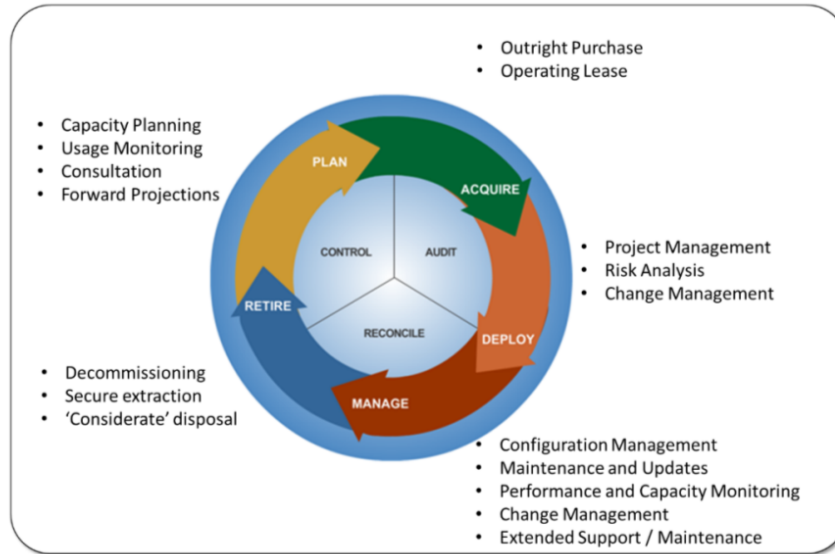 • Outright Purchase
• Operating Lease
• Capacity Planning
• Usage Monitoring
• Consultation
• Forward Projections
PLAN
ACQUIRE
CONTROL
AUDIT
• Project Management
• Risk Analysis
• Change Management
RETIRE
RECONCILE
DEPLOY
• Decommissioning
• Secure extraction
• ‘Considerate’ disposal
MANAGE
• Configuration Management
• Maintenance and Updates
• Performance and Capacity Monitoring
• Change Management
• Extended Support / Maintenance